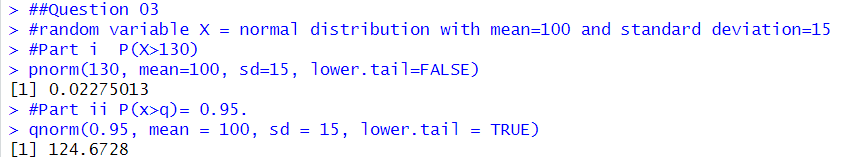 > ##Question 03
> #random variable X = normal distribution with mean=100 and standard deviation=15
> #Part i  P(X>130)
> pnorm(130, mean=100, sd=15, lower.tail=FALSE)
[1] 0.02275013
> #Part ii P(x>q)= 0.95.
> qnorm(0.95, mean = 100, sd = 15, lower.tail = TRUE)
[1] 124.6728